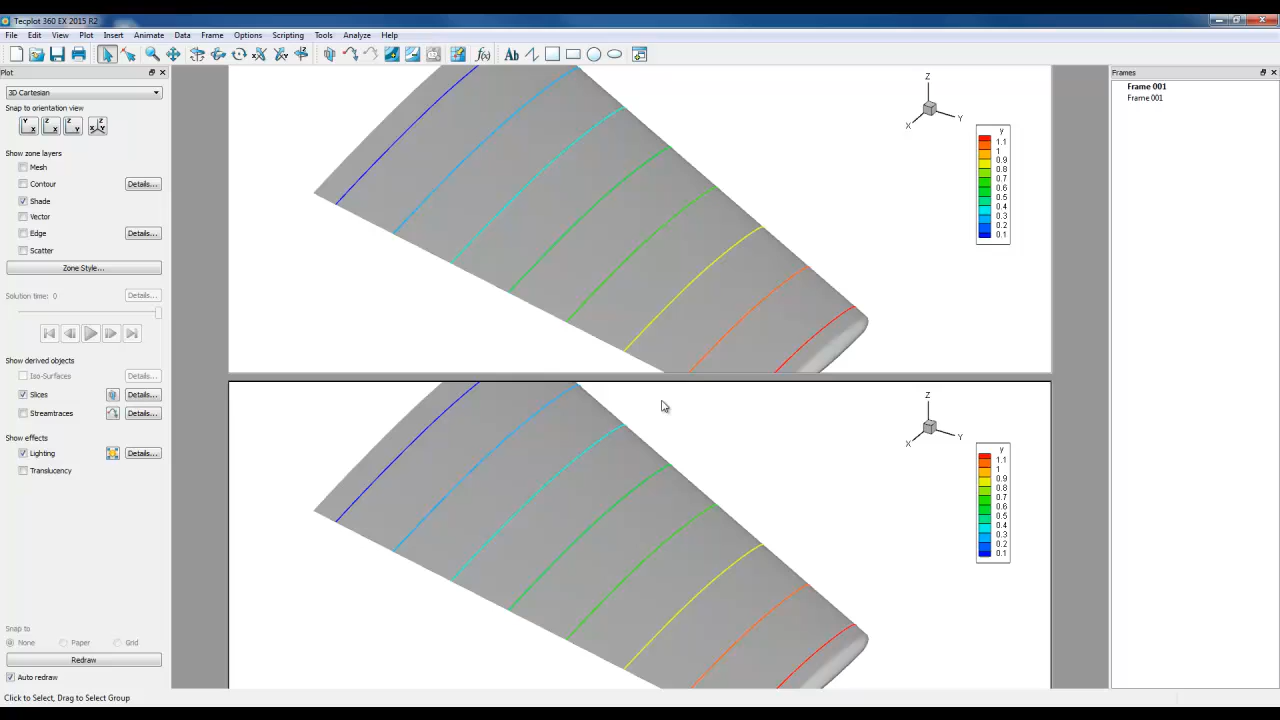 Tecplot 360 EX 2015 R2
File Edit View Plot Insert Animate Data Frame Options Scripting Tools Analyze Help
Ab
f(x)
Plot
3D Cartesian
Snap to orientation view
Y X
Z X
Z Y
Z X Y
Show zone layers
Mesh
Contour Details...
Shade
Vector
Edge Details...
Scatter
Zone Style...
Solution time: 0 Details...
Show derived objects
Iso-Surfaces Details...
Slices Details...
Streamtraces Details...
Show effects
Lighting Details...
Translucency
Snap to
None Paper Grid
Redraw
Auto redraw
Click to Select, Drag to Select Group
Z
X Y
y
1.1
1
0.9
0.8
0.7
0.6
0.5
0.4
0.3
0.2
0.1
Z
X Y
y
1.1
1
0.9
0.8
0.7
0.6
0.5
0.4
0.3
0.2
0.1
Frames
Frame 001
Frame 001